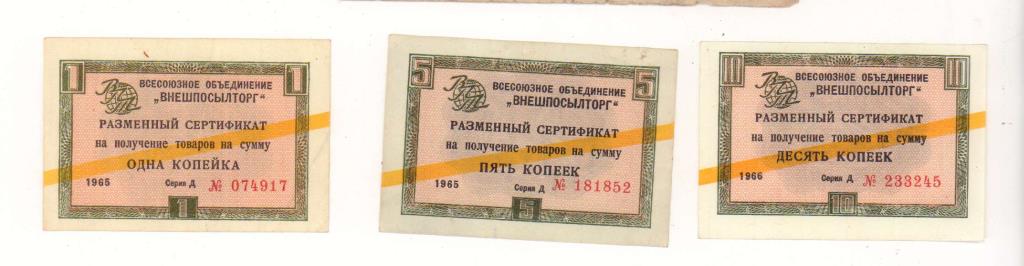 1 1
ВСЕСОЮЗНОЕ ОБЪЕДИНЕНИЕ
„ВНЕШПОСЫЛТОРГ“
РАЗМЕННЫЙ СЕРТИФИКАТ
на получение товаров на сумму
ОДНА КОПЕЙКА
1965 Серия Д № 074917
1
5 5
ВСЕСОЮЗНОЕ ОБЪЕДИНЕНИЕ
„ВНЕШПОСЫЛТОРГ“
РАЗМЕННЫЙ СЕРТИФИКАТ
на получение товаров на сумму
ПЯТЬ КОПЕЕК
1965 Серия Д № 181852
5
10 10
ВСЕСОЮЗНОЕ ОБЪЕДИНЕНИЕ
„ВНЕШПОСЫЛТОРГ“
РАЗМЕННЫЙ СЕРТИФИКАТ
на получение товаров на сумму
ДЕСЯТЬ КОПЕЕК
1966 Серия Д № 233245
10